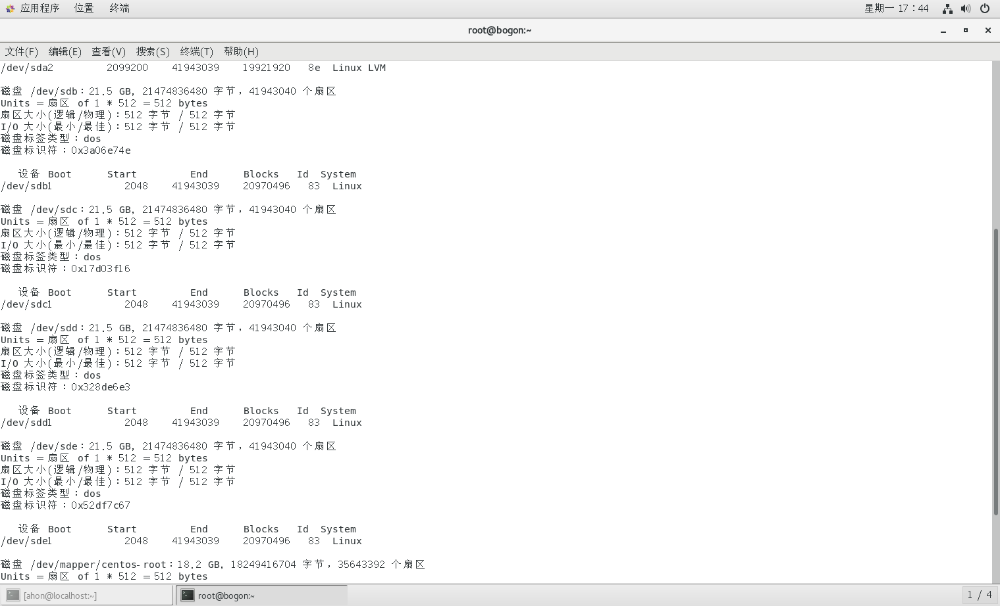 应用程序 位置 终端 星期一 17：44
root@bogon:~
文件(F) 编辑(E) 查看(V) 搜索(S) 终端(T) 帮助(H)
/dev/sda2 2099200 41943039 19921920 8e Linux LVM
磁盘 /dev/sdb：21.5 GB, 21474836480 字节，41943040 个扇区
Units = 扇区 of 1 * 512 = 512 bytes
扇区大小(逻辑/物理)：512 字节 / 512 字节
I/O 大小(最小/最佳)：512 字节 / 512 字节
磁盘标签类型：dos
磁盘标识符：0x3a06e74e
设备 Boot Start End Blocks Id System
/dev/sdb1 2048 41943039 20970496 83 Linux
磁盘 /dev/sdc：21.5 GB, 21474836480 字节，41943040 个扇区
Units = 扇区 of 1 * 512 = 512 bytes
扇区大小(逻辑/物理)：512 字节 / 512 字节
I/O 大小(最小/最佳)：512 字节 / 512 字节
磁盘标签类型：dos
磁盘标识符：0x17d03f16
设备 Boot Start End Blocks Id System
/dev/sdc1 2048 41943039 20970496 83 Linux
磁盘 /dev/sdd：21.5 GB, 21474836480 字节，41943040 个扇区
Units = 扇区 of 1 * 512 = 512 bytes
扇区大小(逻辑/物理)：512 字节 / 512 字节
I/O 大小(最小/最佳)：512 字节 / 512 字节
磁盘标签类型：dos
磁盘标识符：0x328de6e3
设备 Boot Start End Blocks Id System
/dev/sdd1 2048 41943039 20970496 83 Linux
磁盘 /dev/sde：21.5 GB, 21474836480 字节，41943040 个扇区
Units = 扇区 of 1 * 512 = 512 bytes
扇区大小(逻辑/物理)：512 字节 / 512 字节
I/O 大小(最小/最佳)：512 字节 / 512 字节
磁盘标签类型：dos
磁盘标识符：0x52df7c67
设备 Boot Start End Blocks Id System
/dev/sde1 2048 41943039 20970496 83 Linux
磁盘 /dev/mapper/centos-root：18.2 GB, 18249416704 字节，35643392 个扇区
Units = 扇区 of 1 * 512 = 512 bytes
[ahon@localhost:~] root@bogon:~ 1 / 4